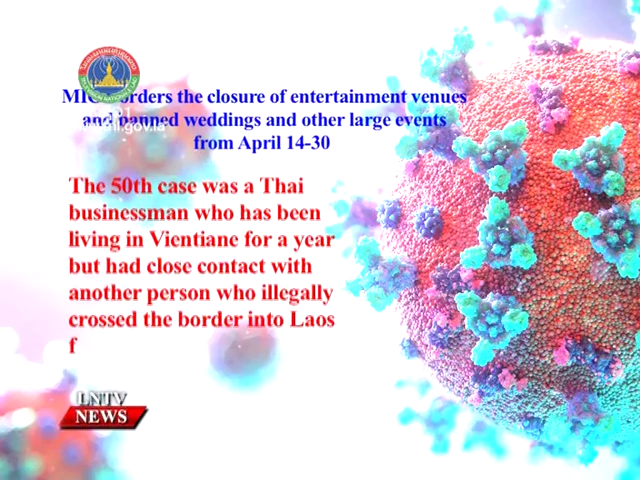 orders the closure of entertainment venues
and banned weddings and other large events
from April 14-30
The 50th case was a Thai
businessman who has been
living in Vientiane for a year
but had close contact with
another person who illegally
crossed the border into Laos
f
LNTV
NEWS